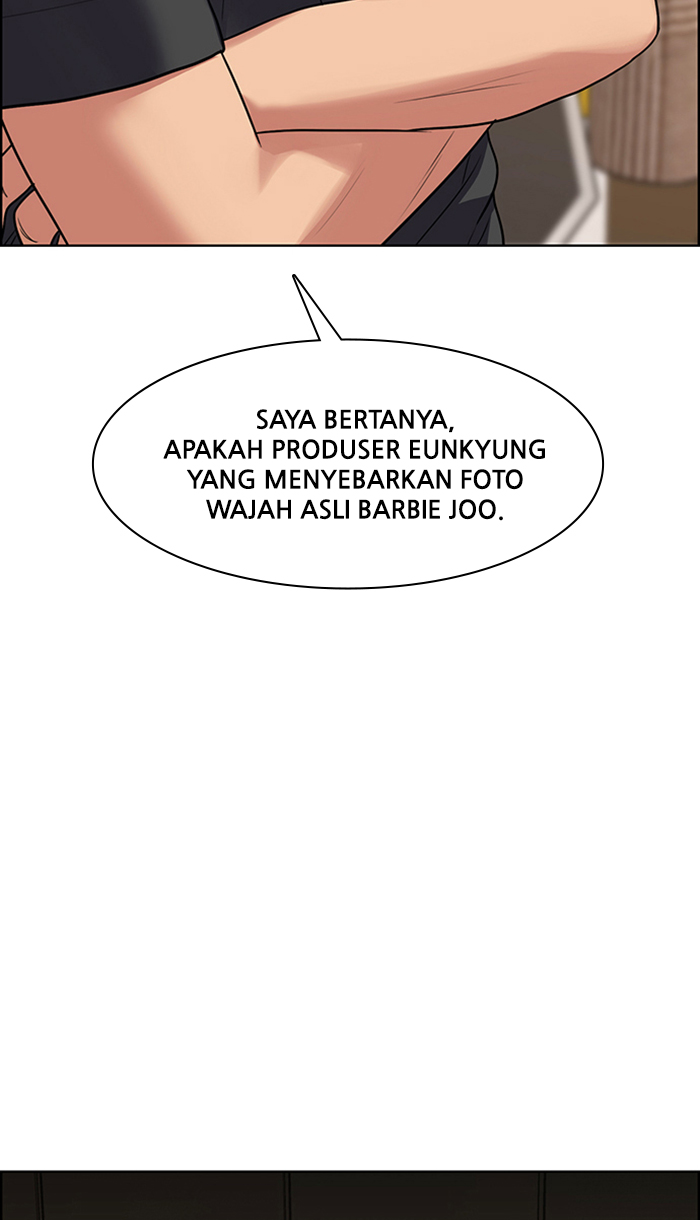 SAYA BERTANYA,
APAKAH PRODUSER EUNKYUNG
YANG MENYEBARKAN FOTO
WAJAH ASLI BARBIE JOO.